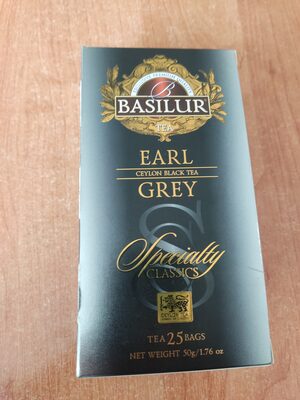 BASILUR
TEA
EARL
CEYLON BLACK TEA
GREY
Specialty
CLASSICS
TEA 25 BAGS
NET WEIGHT 50g/1.76 oz